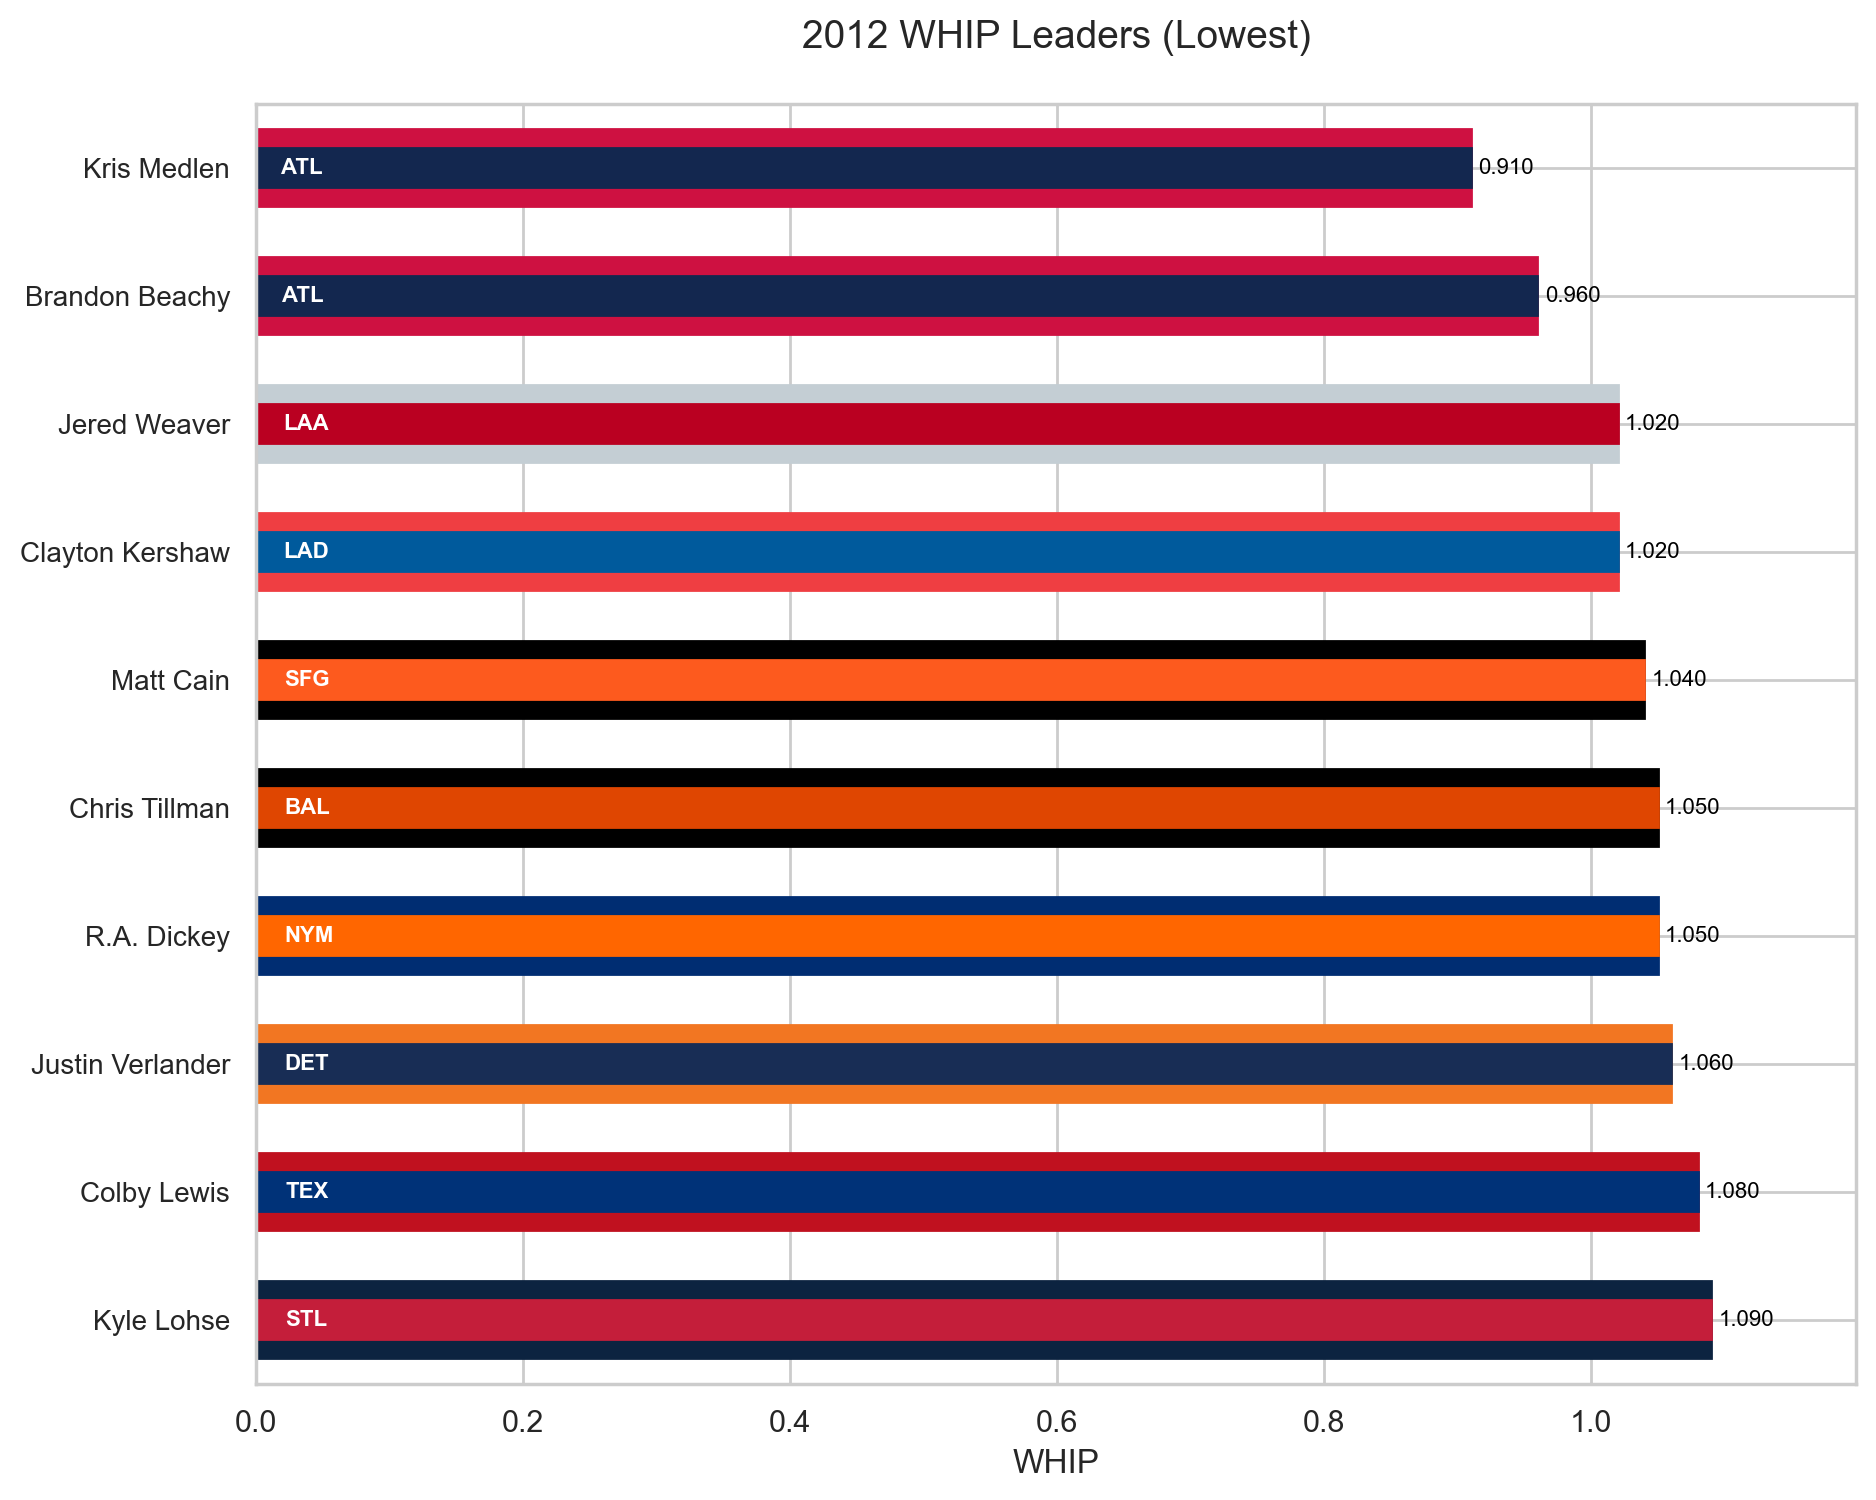 2012 WHIP Leaders (Lowest)
Kris Medlen ATL 0.910
Brandon Beachy ATL 0.960
Jered Weaver LAA 1.020
Clayton Kershaw LAD 1.020
Matt Cain SFG 1.040
Chris Tillman BAL 1.050
R.A. Dickey NYM 1.050
Justin Verlander DET 1.060
Colby Lewis TEX 1.080
Kyle Lohse STL 1.090
0.0 0.2 0.4 0.6 0.8 1.0
WHIP